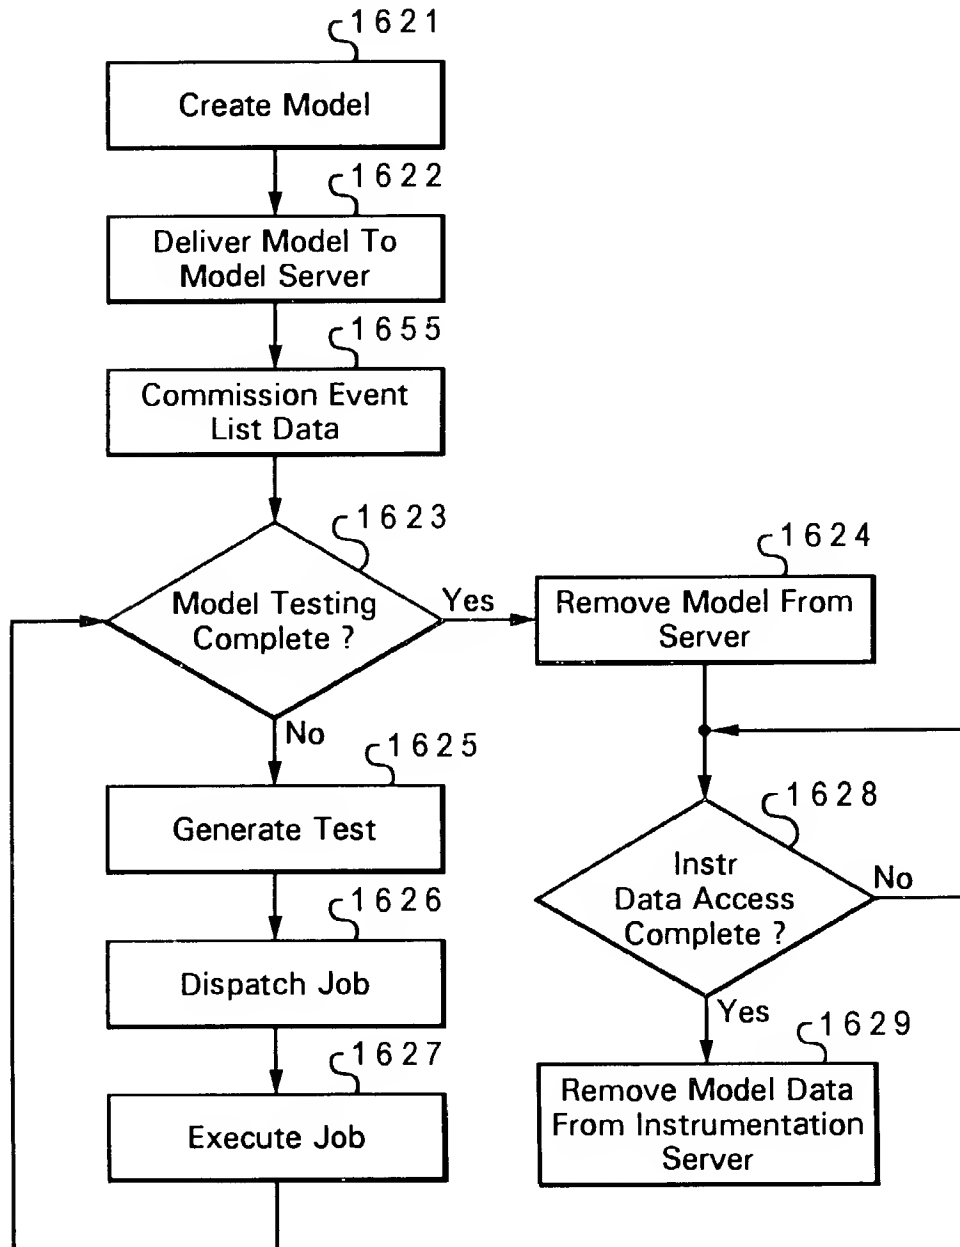 1621
Create Model
1622
Deliver Model To
Model Server
1655
Commission Event
List Data
1623
Model Testing
Complete ?
Yes
No
1624
Remove Model From
Server
1625
Generate Test
1626
Dispatch Job
1627
Execute Job
1628
Instr
Data Access
Complete ?
No
Yes
1629
Remove Model Data
From Instrumentation
Server